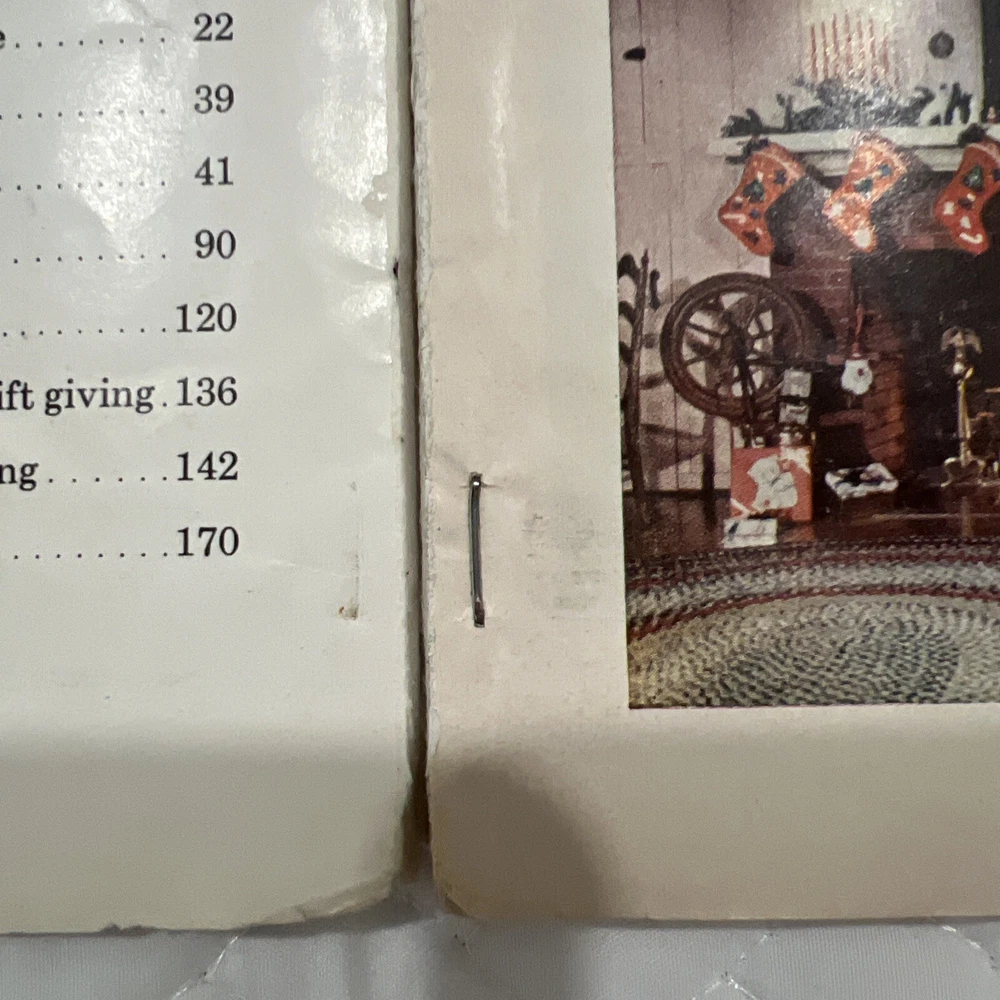 e........ 22
......... 39
......... 41
........ 90
.........120
ift giving.136
ng......142
.........170